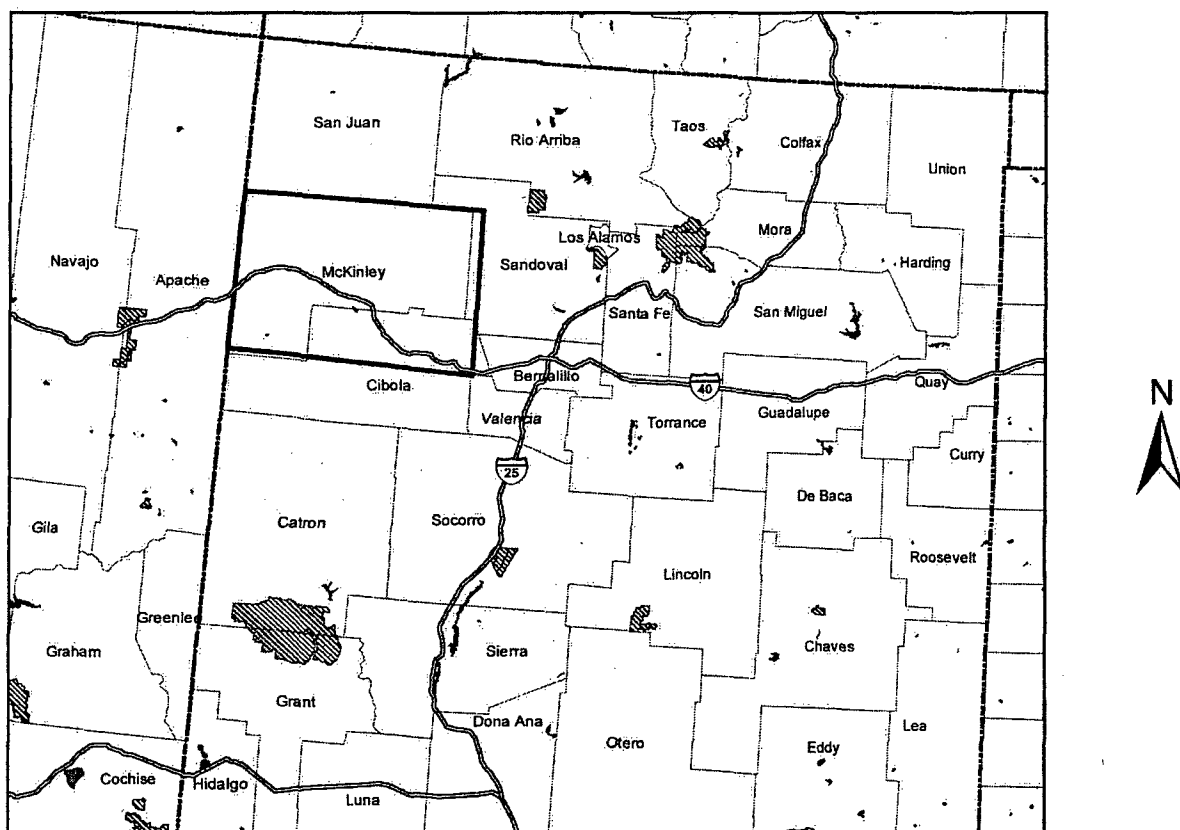 San Juan
Rio Arriba
Taos
Colfax
Union
Los Alamos
Mora
Navajo
Apache
McKinley
Sandoval
Harding
Santa Fe
San Miguel
Cibola
Bernalillo
40
Quay
N
Valencia
Torrance
Guadalupe
25
Curry
De Baca
Gila
Catron
Socorro
Roosevelt
Lincoln
Greenlee
Graham
Sierra
Chaves
Grant
Dona Ana
Lea
Otero
Eddy
Cochise
Hidalgo
Luna